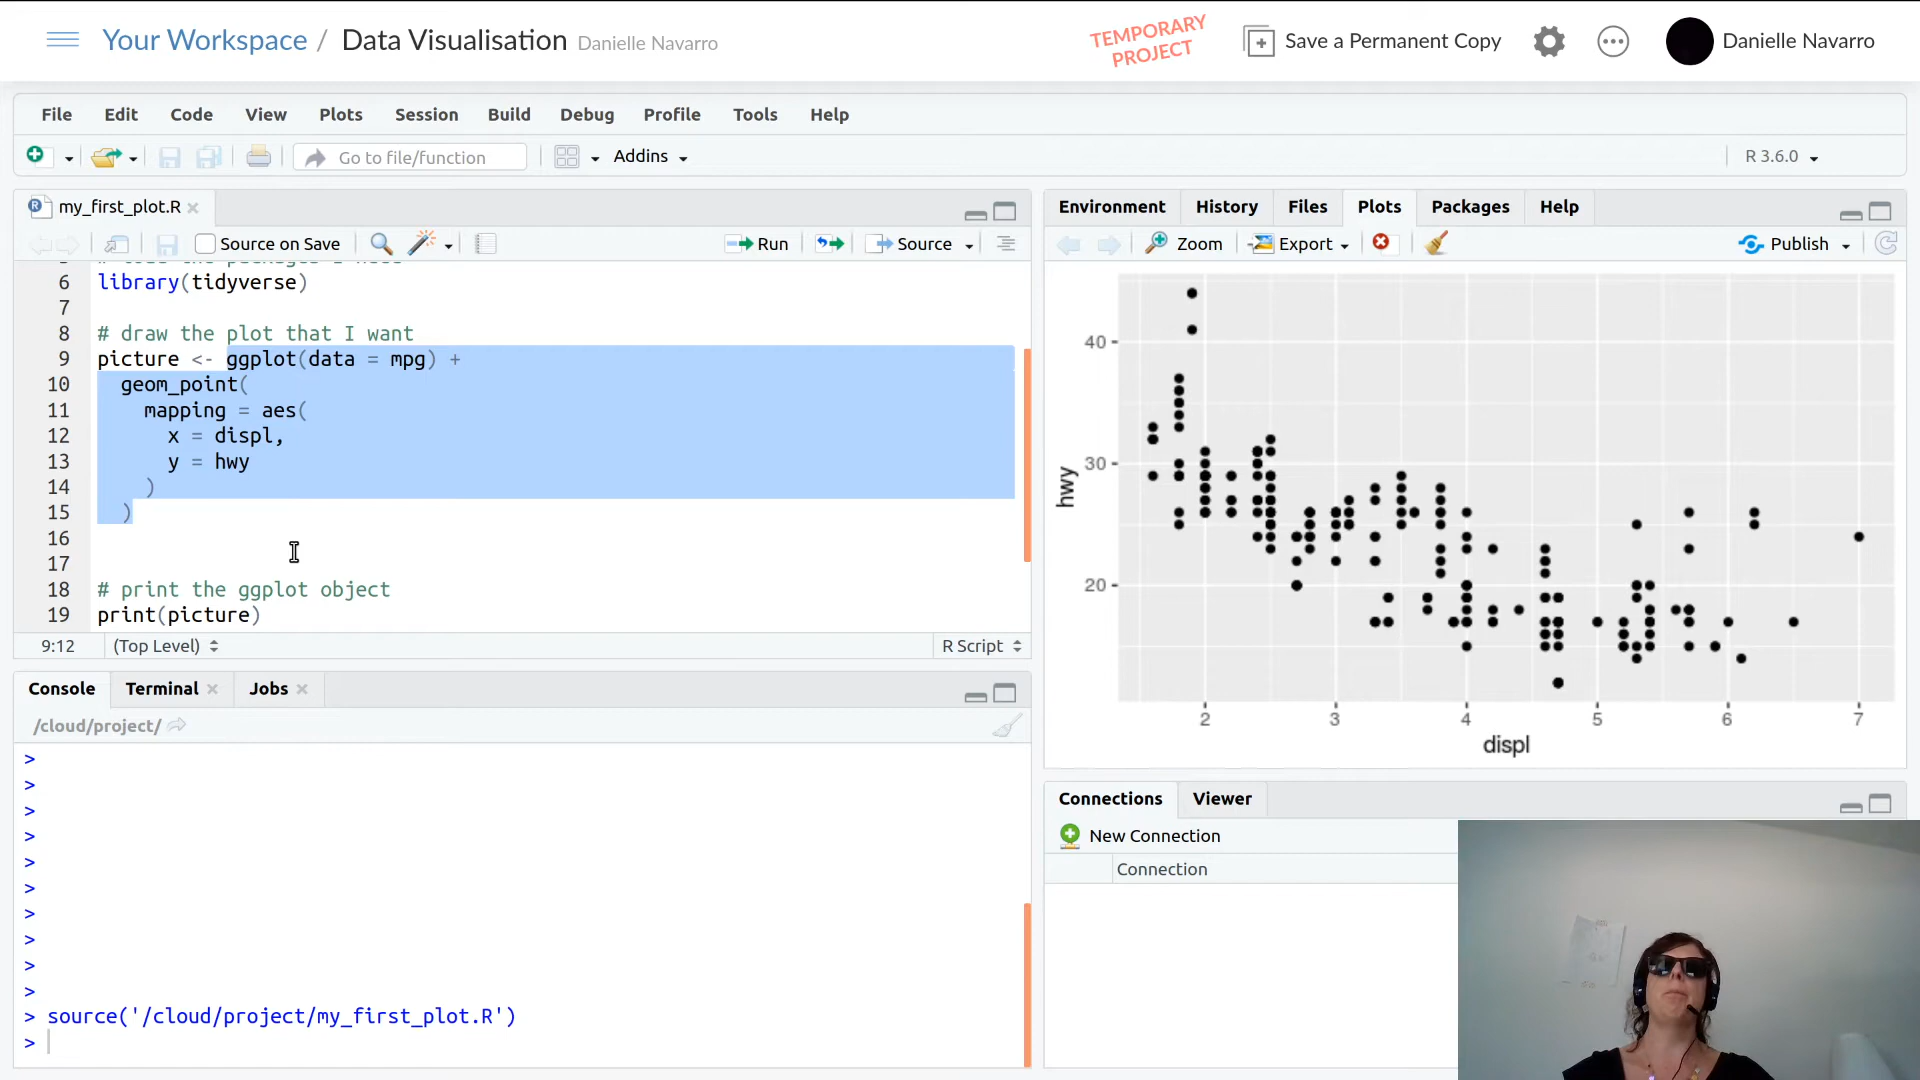 Your Workspace / Data Visualisation Danielle Navarro
TEMPORARY PROJECT
Save a Permanent Copy
Danielle Navarro
File Edit Code View Plots Session Build Debug Profile Tools Help
Go to file/function
Addins
R 3.6.0
my_first_plot.R
Source on Save
Run
Source
6 library(tidyverse)
7
8 # draw the plot that I want
9 picture <- ggplot(data = mpg) +
10 geom_point(
11 mapping = aes(
12 x = displ,
13 y = hwy
14 )
15 )
16
17
18 # print the ggplot object
19 print(picture)
9:12 (Top Level) R Script
Console Terminal Jobs
/cloud/project/
>
>
>
>
>
>
>
>
>
>
> source('/cloud/project/my_first_plot.R')
>
Environment History Files Plots Packages Help
Zoom Export Publish
40
30
20
hwy
2 3 4 5 6 7
displ
Connections Viewer
New Connection
Connection